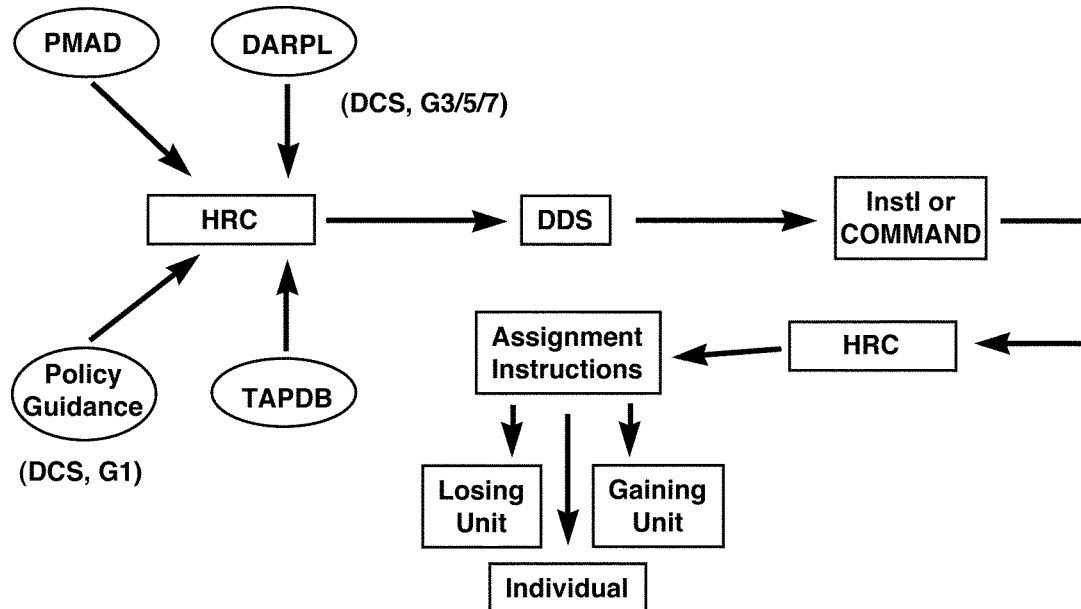 PMAD
DARPL
(DCS, G3/5/7)
HRC
DDS
Instl or
COMMAND
Policy
Guidance
(DCS, G1)
TAPDB
Assignment
Instructions
HRC
Losing
Unit
Gaining
Unit
Individual